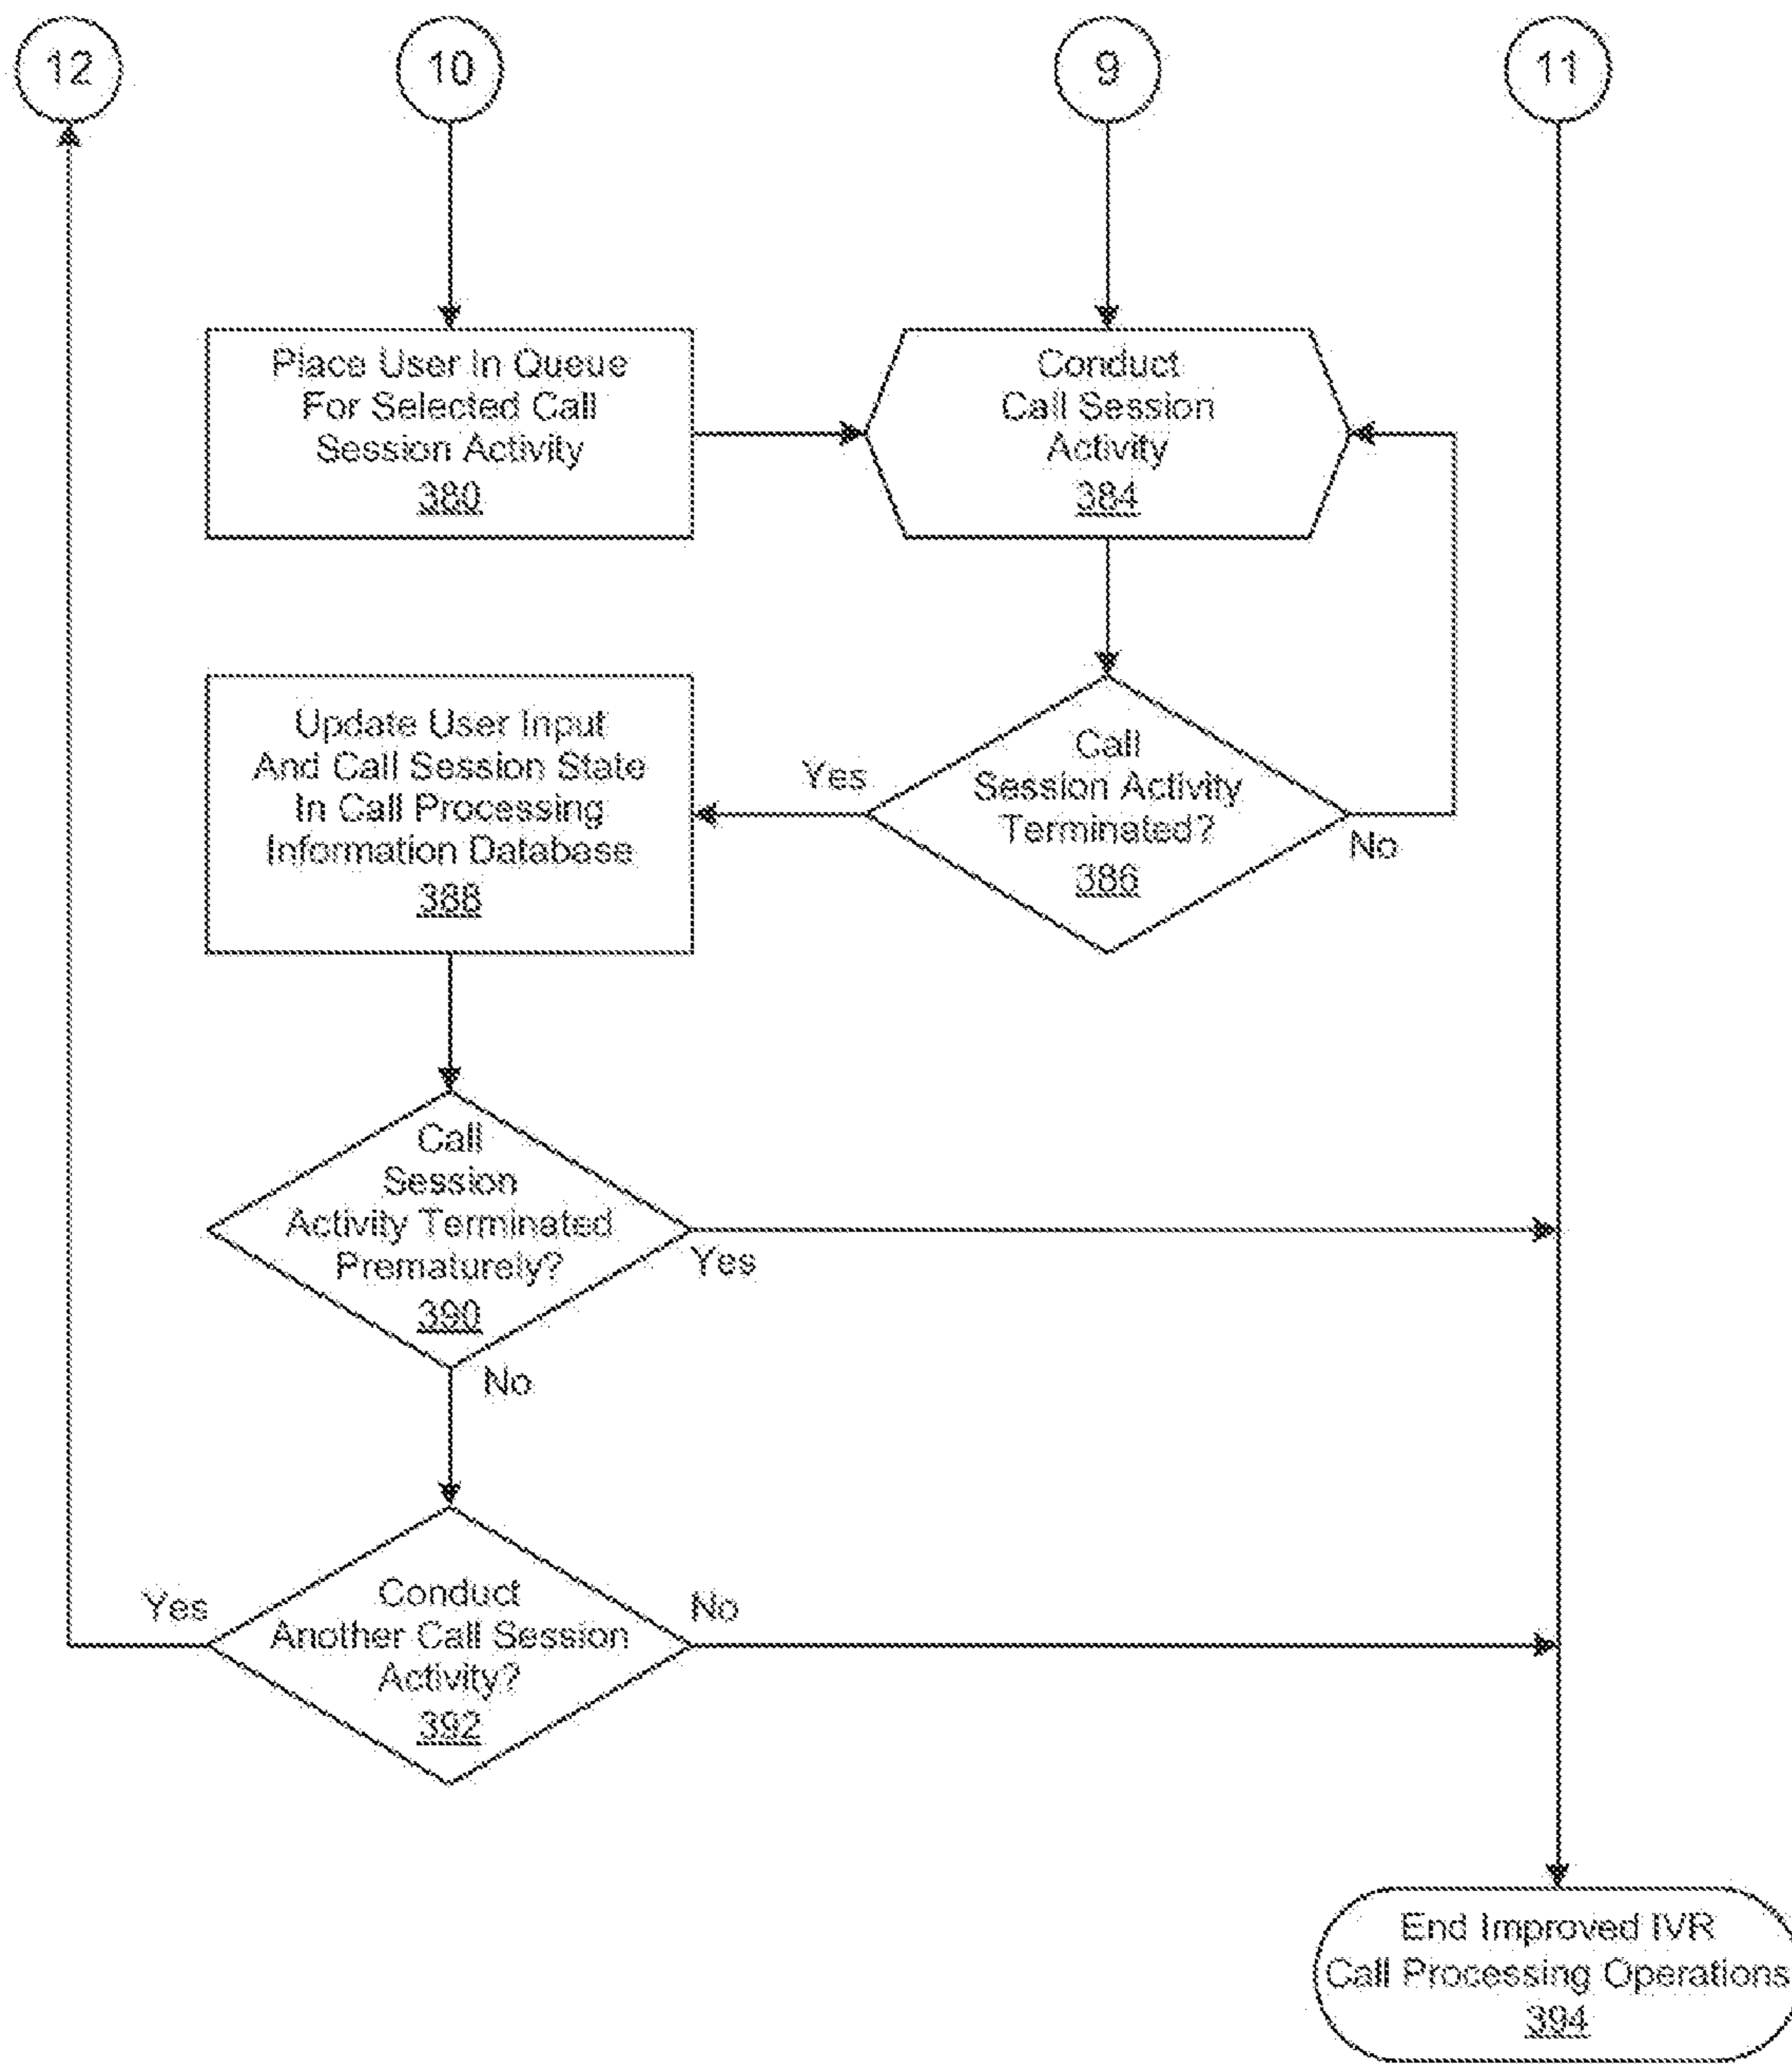 12
10
9
11
Place User In Queue
For Selected Call
Session Activity
380
Conduct
Call Session
Activity
384
Update User Input
And Call Session State
In Call Processing
Information Database
388
Yes
Call
Session Activity
Terminated?
386
No
Call
Session
Activity Terminated
Prematurely?
390
Yes
No
Yes
Conduct
Another Call Session
Activity?
392
No
End Improved IVR
Call Processing Operations
394